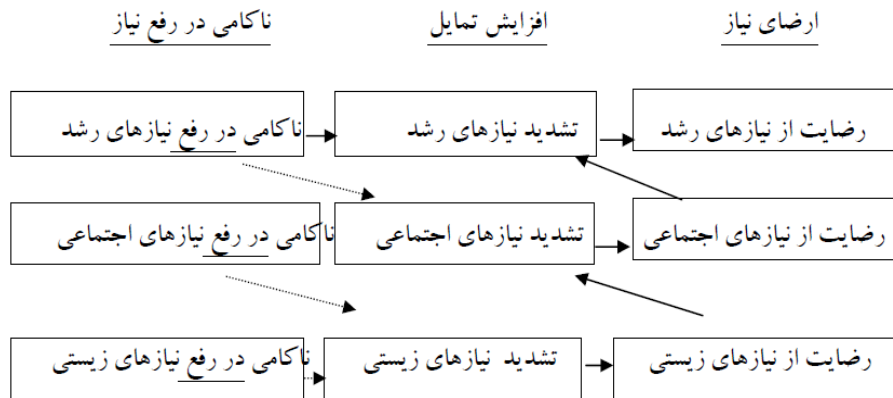 ارضای نیاز
افزایش تمایل
ناکامی در رفع نیاز
رضایت از نیازهای رشد
تشدید نیازهای رشد
ناکامی در رفع نیازهای رشد
رضایت از نیازهای اجتماعی
تشدید نیازهای اجتماعی
ناکامی در رفع نیازهای اجتماعی
رضایت از نیازهای زیستی
تشدید نیازهای زیستی
ناکامی در رفع نیازهای زیستی